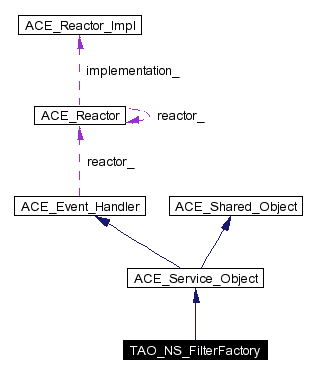 ACE_Reactor_Impl
implementation_
ACE_Reactor
reactor_
reactor_
ACE_Event_Handler
ACE_Shared_Object
ACE_Service_Object
TAO_NS_FilterFactory